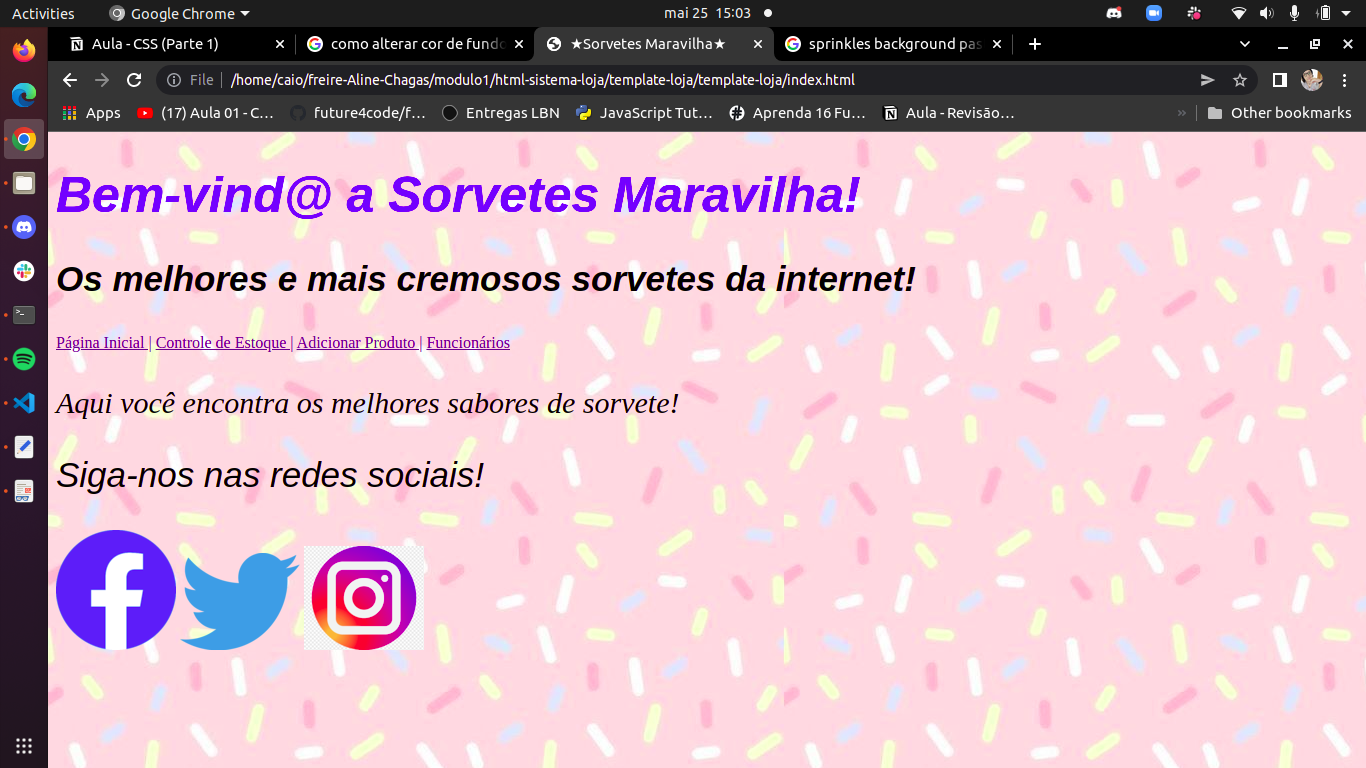 Activities Google Chrome mai 25 15:03
Aula - CSS (Parte 1) como alterar cor de fundo ★Sorvetes Maravilha★ sprinkles background pas
File /home/caio/freire-Aline-Chagas/modulo1/html-sistema-loja/template-loja/template-loja/index.html
Apps (17) Aula 01 - C… future4code/f… Entregas LBN JavaScript Tut… Aprenda 16 Fu… Aula - Revisão… » Other bookmarks
Bem-vind@ a Sorvetes Maravilha!
Os melhores e mais cremosos sorvetes da internet!
Página Inicial | Controle de Estoque | Adicionar Produto | Funcionários
Aqui você encontra os melhores sabores de sorvete!
Siga-nos nas redes sociais!